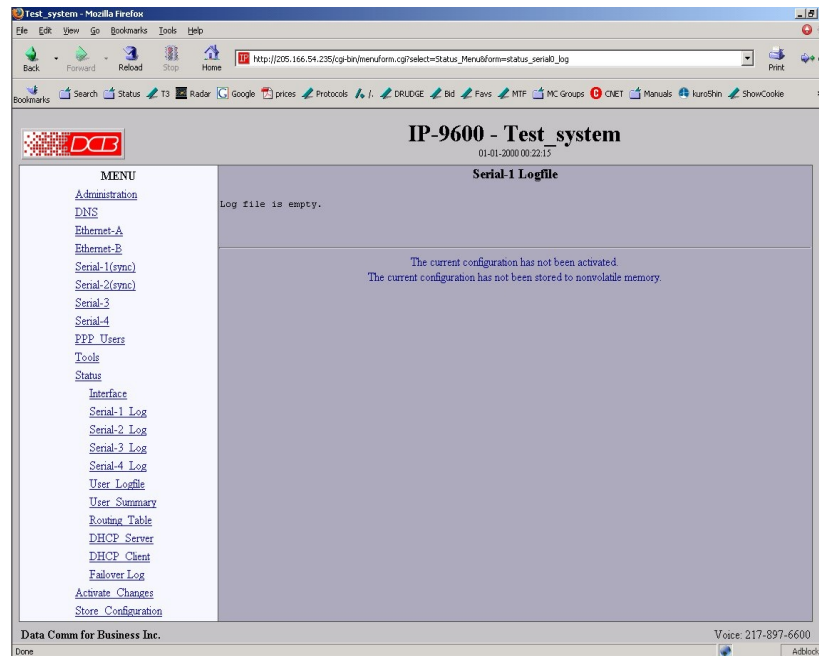 Test_system - Mozilla Firefox
File Edit View Go Bookmarks Tools Help
Back Forward Reload Stop Home http://205.166.54.235/cgi-bin/menuform.cgi?select=Status_Menu&form=status_serial0_log Print
Bookmarks Search Status T3 Radar Google prices Protocols /. DRUDGE Bid Favs MTF MC Groups CNET Manuals kuro5hin ShowCookie
DCB
IP-9600 - Test_system
01-01-2000 00:22:15
MENU
Administration
DNS
Ethernet-A
Ethernet-B
Serial-1(sync)
Serial-2(sync)
Serial-3
Serial-4
PPP Users
Tools
Status
Interface
Serial-1 Log
Serial-2 Log
Serial-3 Log
Serial-4 Log
User Logfile
User Summary
Routing Table
DHCP Server
DHCP Client
Failover Log
Activate Changes
Store Configuration
Serial-1 Logfile
Log file is empty.
The current configuration has not been activated.
The current configuration has not been stored to nonvolatile memory.
Data Comm for Business Inc. Voice: 217-897-6600
Done Adblock